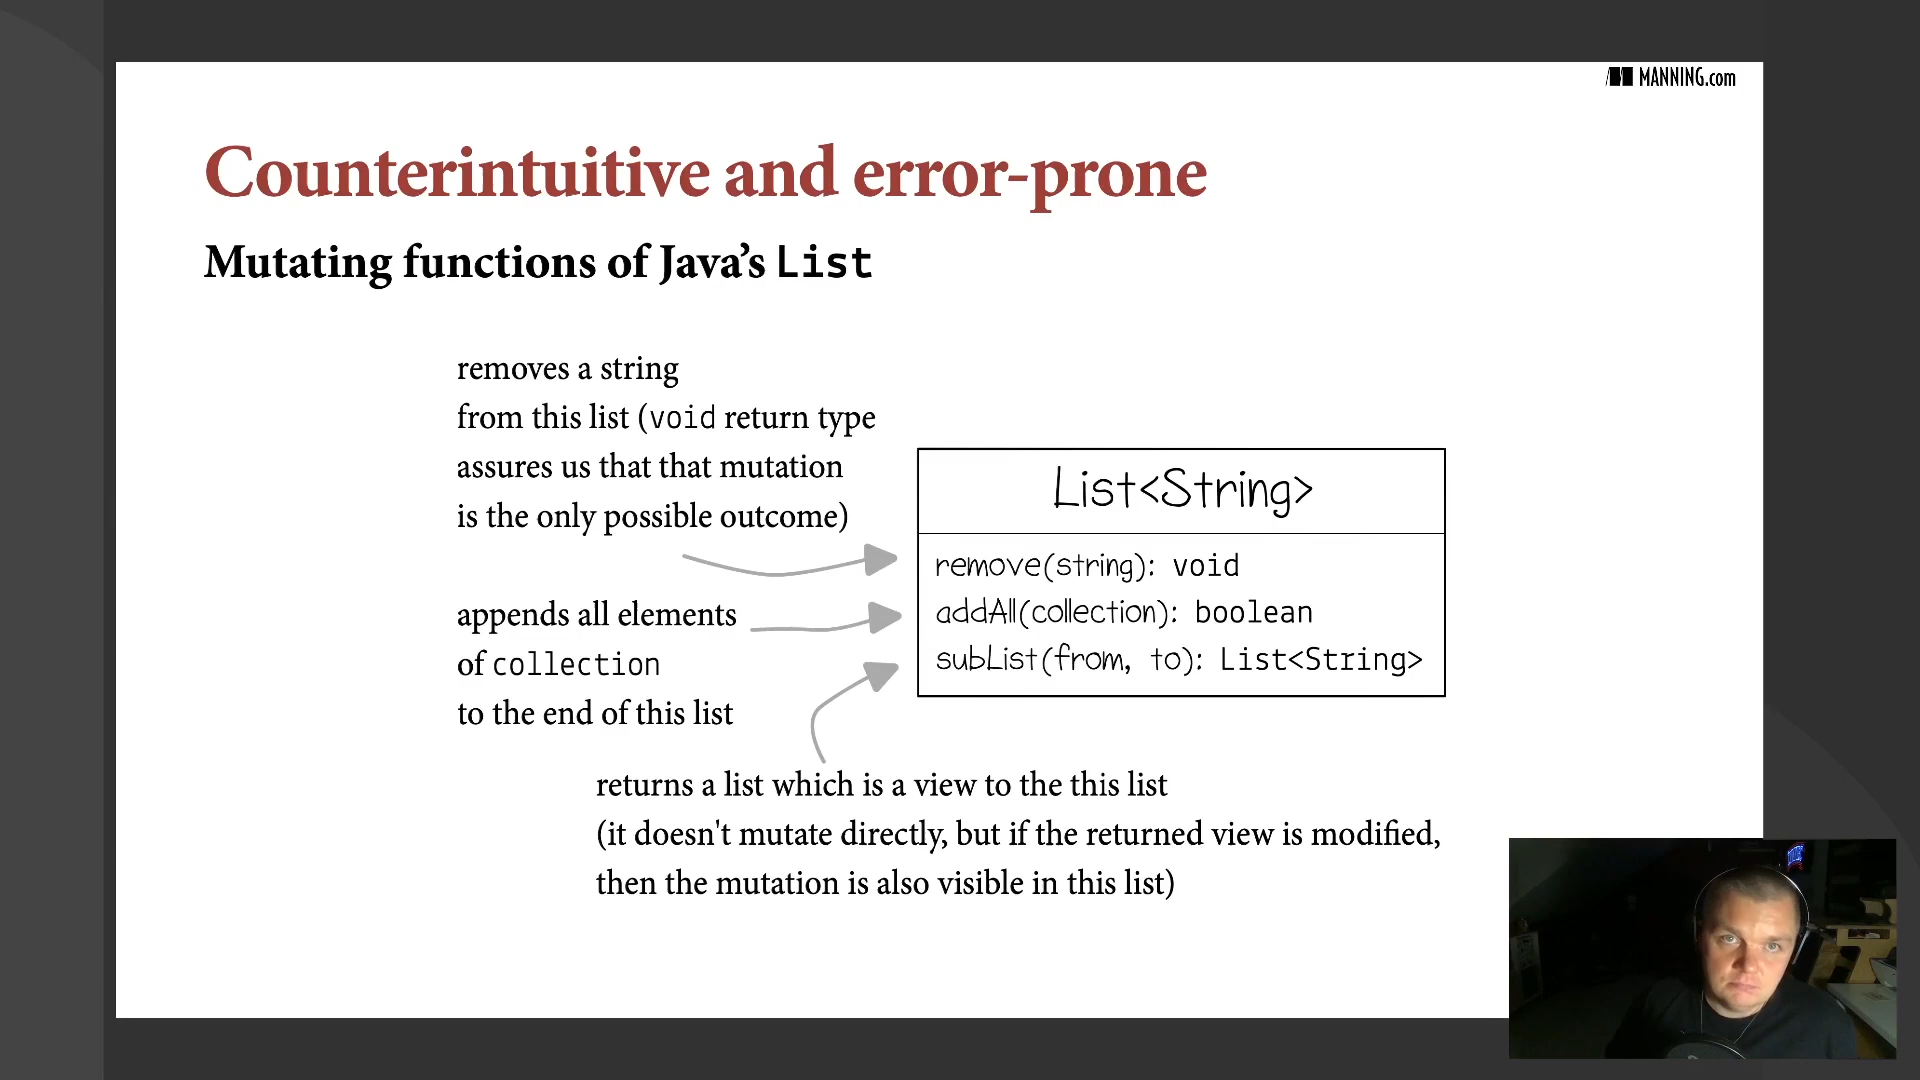 MANNING.com
Counterintuitive and error-prone
Mutating functions of Java’s List
removes a string
from this list (void return type
assures us that that mutation
is the only possible outcome)
appends all elements
of collection
to the end of this list
List<String>
remove(string): void
addAll(collection): boolean
subList(from, to): List<String>
returns a list which is a view to the this list
(it doesn't mutate directly, but if the returned view is modified,
then the mutation is also visible in this list)